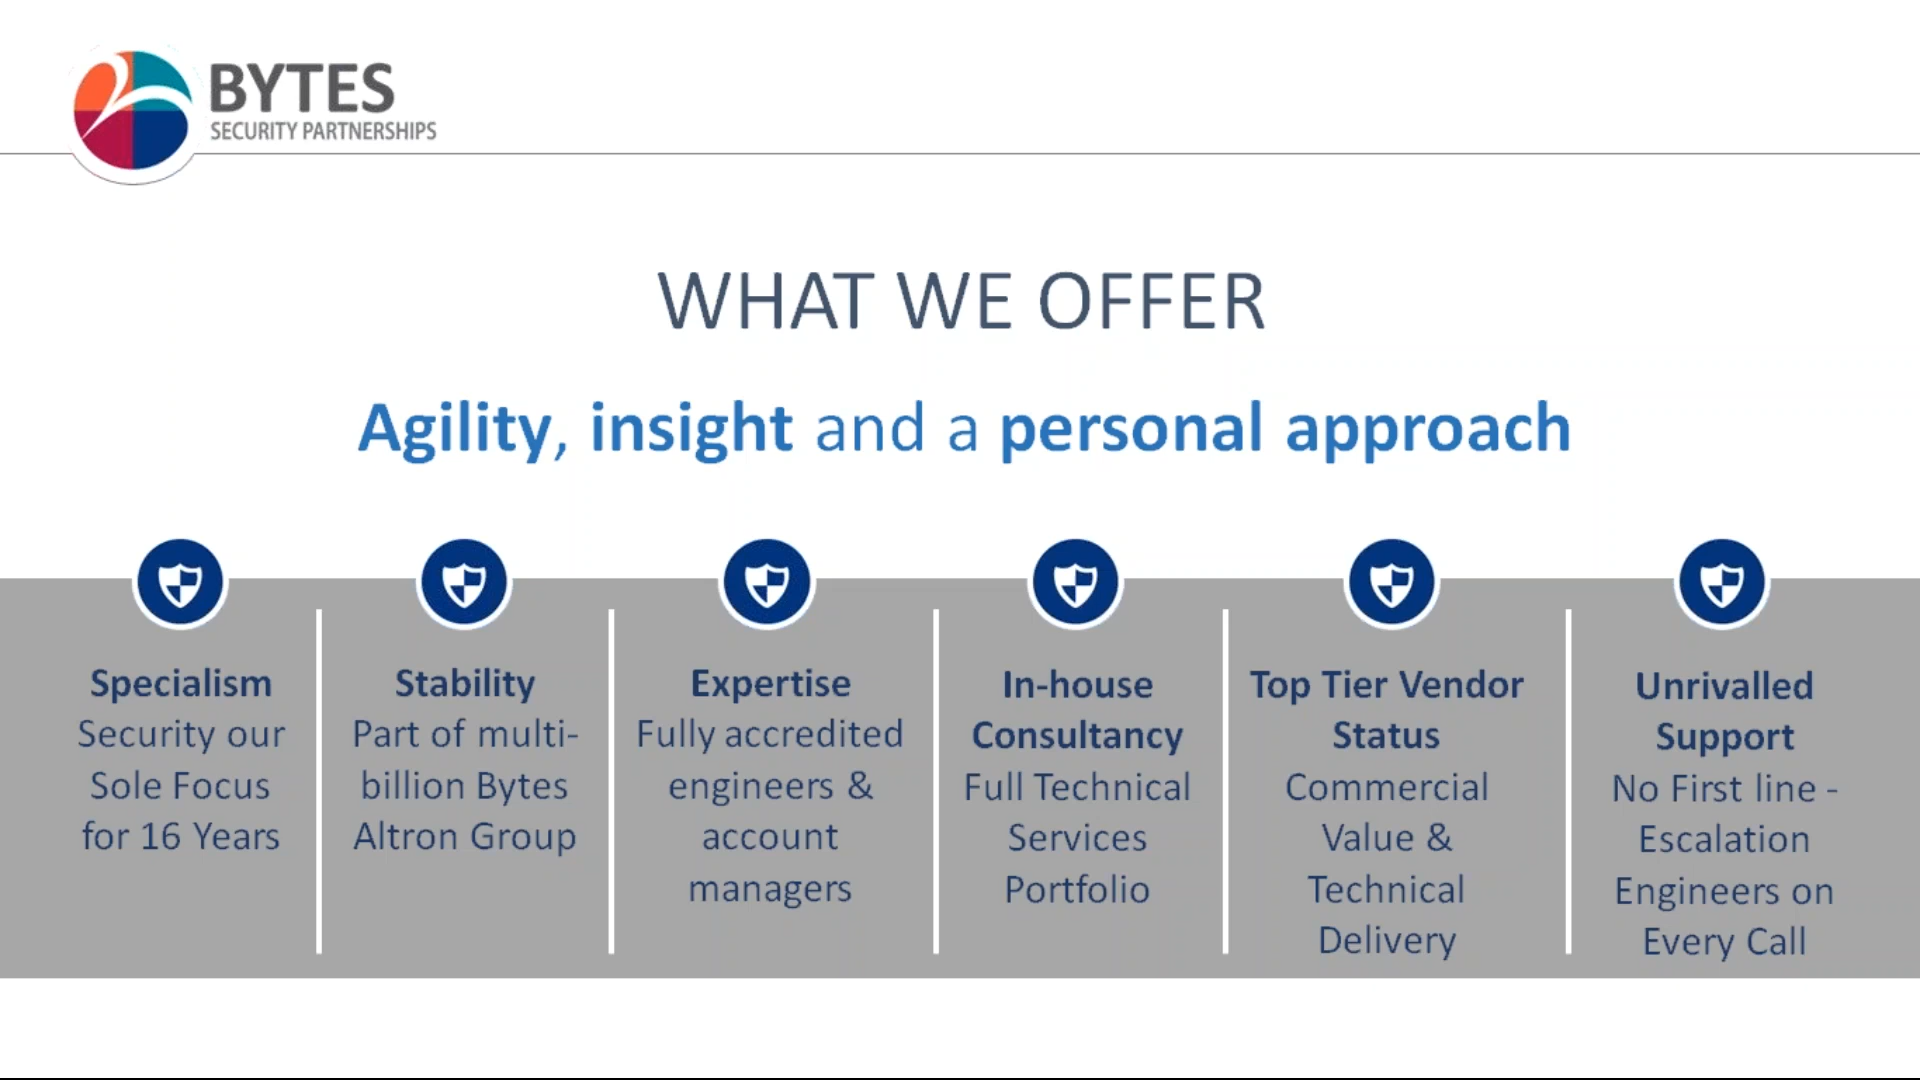 BYTES
SECURITY PARTNERSHIPS
WHAT WE OFFER
Agility, insight and a personal approach
Specialism
Security our
Sole Focus
for 16 Years
Stability
Part of multi-
billion Bytes
Altron Group
Expertise
Fully accredited
engineers &
account
managers
In-house
Consultancy
Full Technical
Services
Portfolio
Top Tier Vendor
Status
Commercial
Value &
Technical
Delivery
Unrivalled
Support
No First line -
Escalation
Engineers on
Every Call